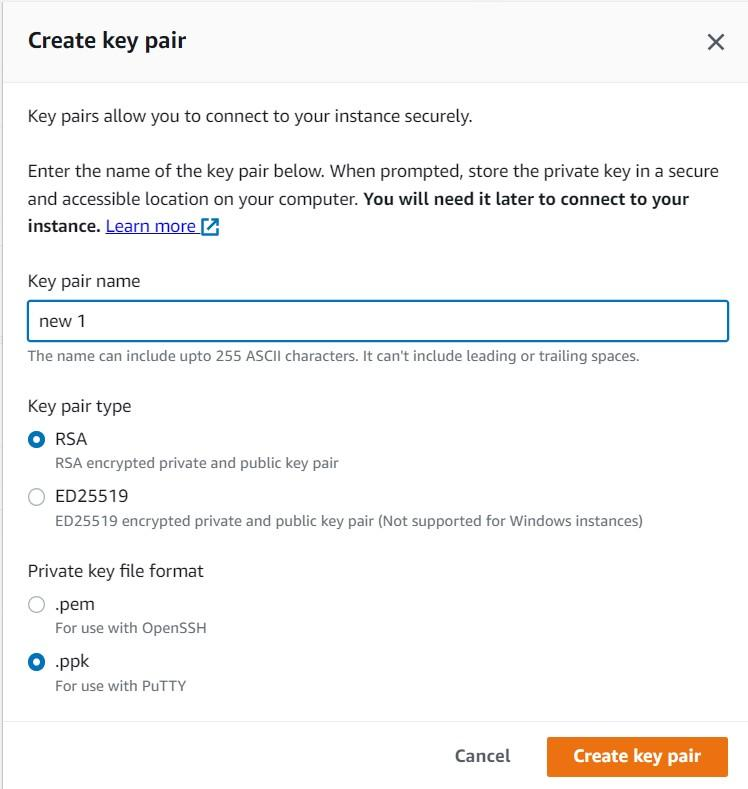 Create key pair
Key pairs allow you to connect to your instance securely.
Enter the name of the key pair below. When prompted, store the private key in a secure
and accessible location on your computer. You will need it later to connect to your
instance. Learn more
Key pair name
new 1
The name can include upto 255 ASCII characters. It can't include leading or trailing spaces.
Key pair type
RSA
RSA encrypted private and public key pair
ED25519
ED25519 encrypted private and public key pair (Not supported for Windows instances)
Private key file format
.pem
For use with OpenSSH
.ppk
For use with PuTTY
Cancel
Create key pair